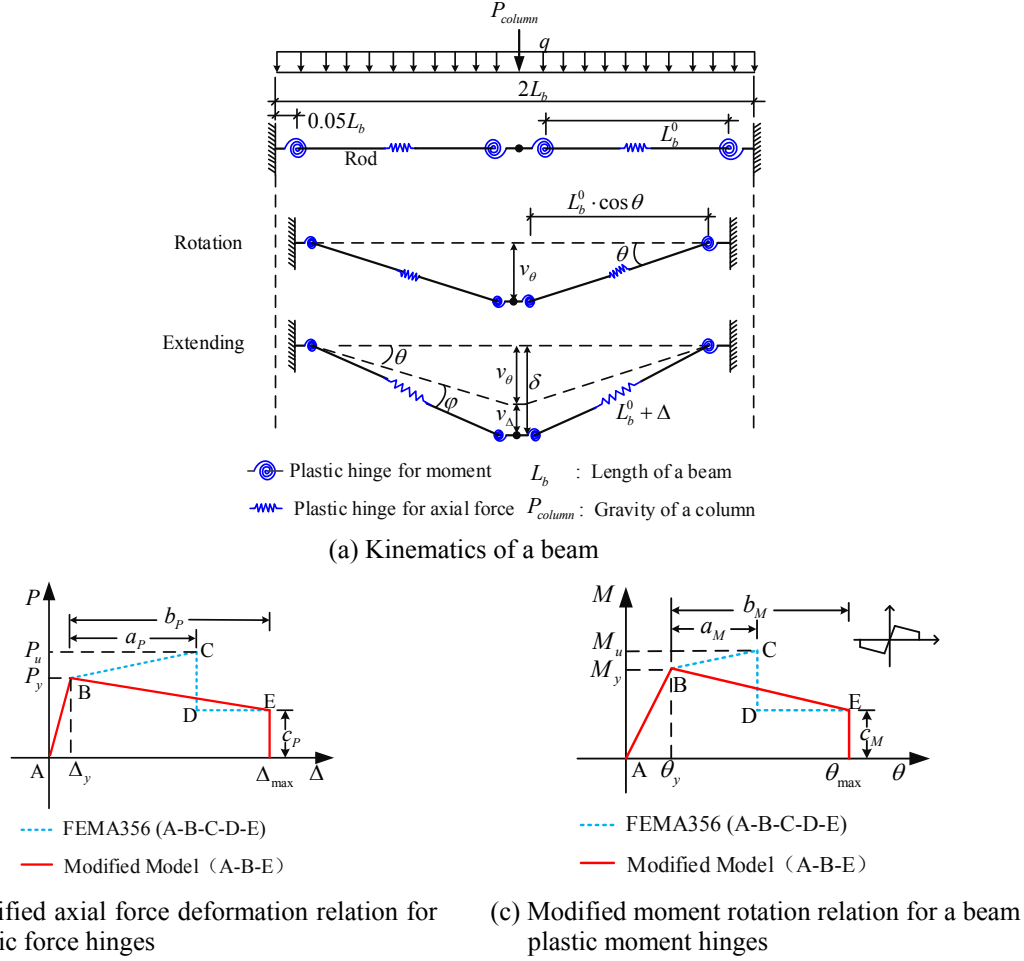 P_column
q
2L_b
0.05L_b
L_b^0
Rod
L_b^0 · cos θ
Rotation
θ
v_θ
Extending
θ
v_θ
δ
φ
v_Δ
L_b^0 + Δ
Plastic hinge for moment L_b : Length of a beam
Plastic hinge for axial force P_column : Gravity of a column
(a) Kinematics of a beam
P
b_P
a_P
P_u
C
P_y
B
D
E
c_P
A
Δ_y
Δ_max
Δ
FEMA356 (A-B-C-D-E)
Modified Model（A-B-E）
ified axial force deformation relation for
ic force hinges
M
b_M
a_M
M_u
C
M_y
B
D
E
c_M
A
θ_y
θ_max
θ
FEMA356 (A-B-C-D-E)
Modified Model（A-B-E）
(c) Modified moment rotation relation for a beam
plastic moment hinges